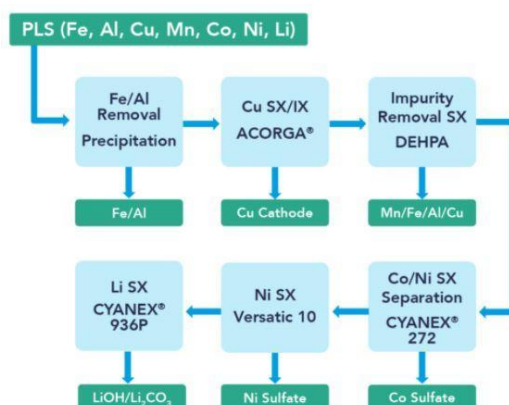 PLS (Fe, Al, Cu, Mn, Co, Ni, Li)
Fe/Al
Removal
Precipitation
Cu SX/IX
ACORGA®
Impurity
Removal SX
DEHPA
Fe/Al
Cu Cathode
Mn/Fe/Al/Cu
Li SX
CYANEX®
936P
Ni SX
Versatic 10
Co/Ni SX
Separation
CYANEX®
272
LiOH/Li₂CO₃
Ni Sulfate
Co Sulfate